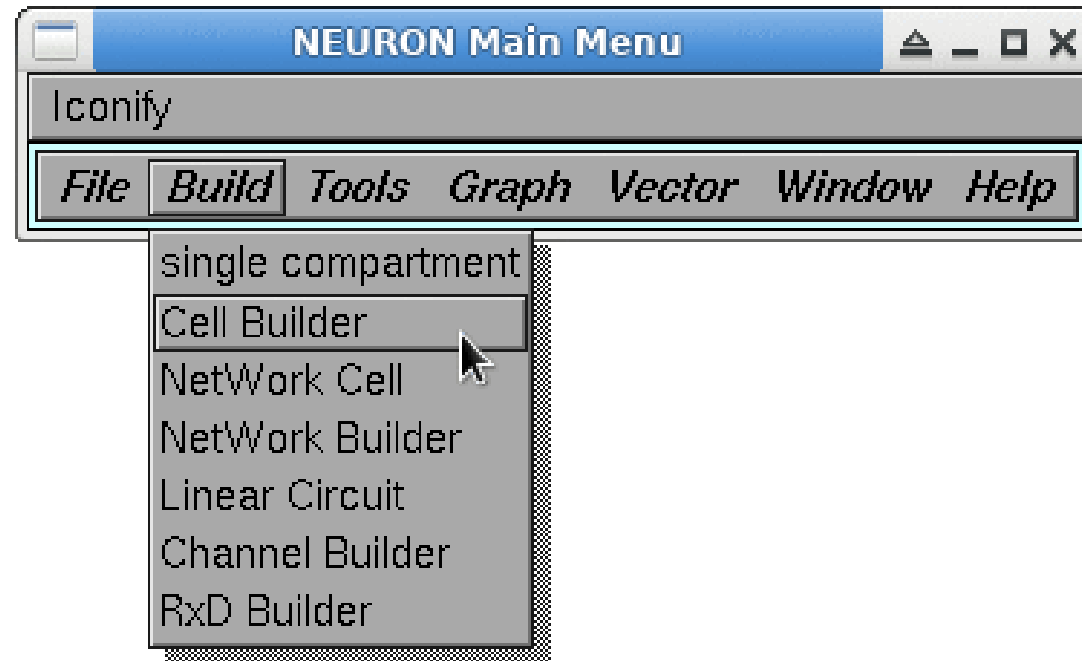 NEURON Main Menu
Iconify
File Build Tools Graph Vector Window Help
single compartment
Cell Builder
NetWork Cell
NetWork Builder
Linear Circuit
Channel Builder
RxD Builder